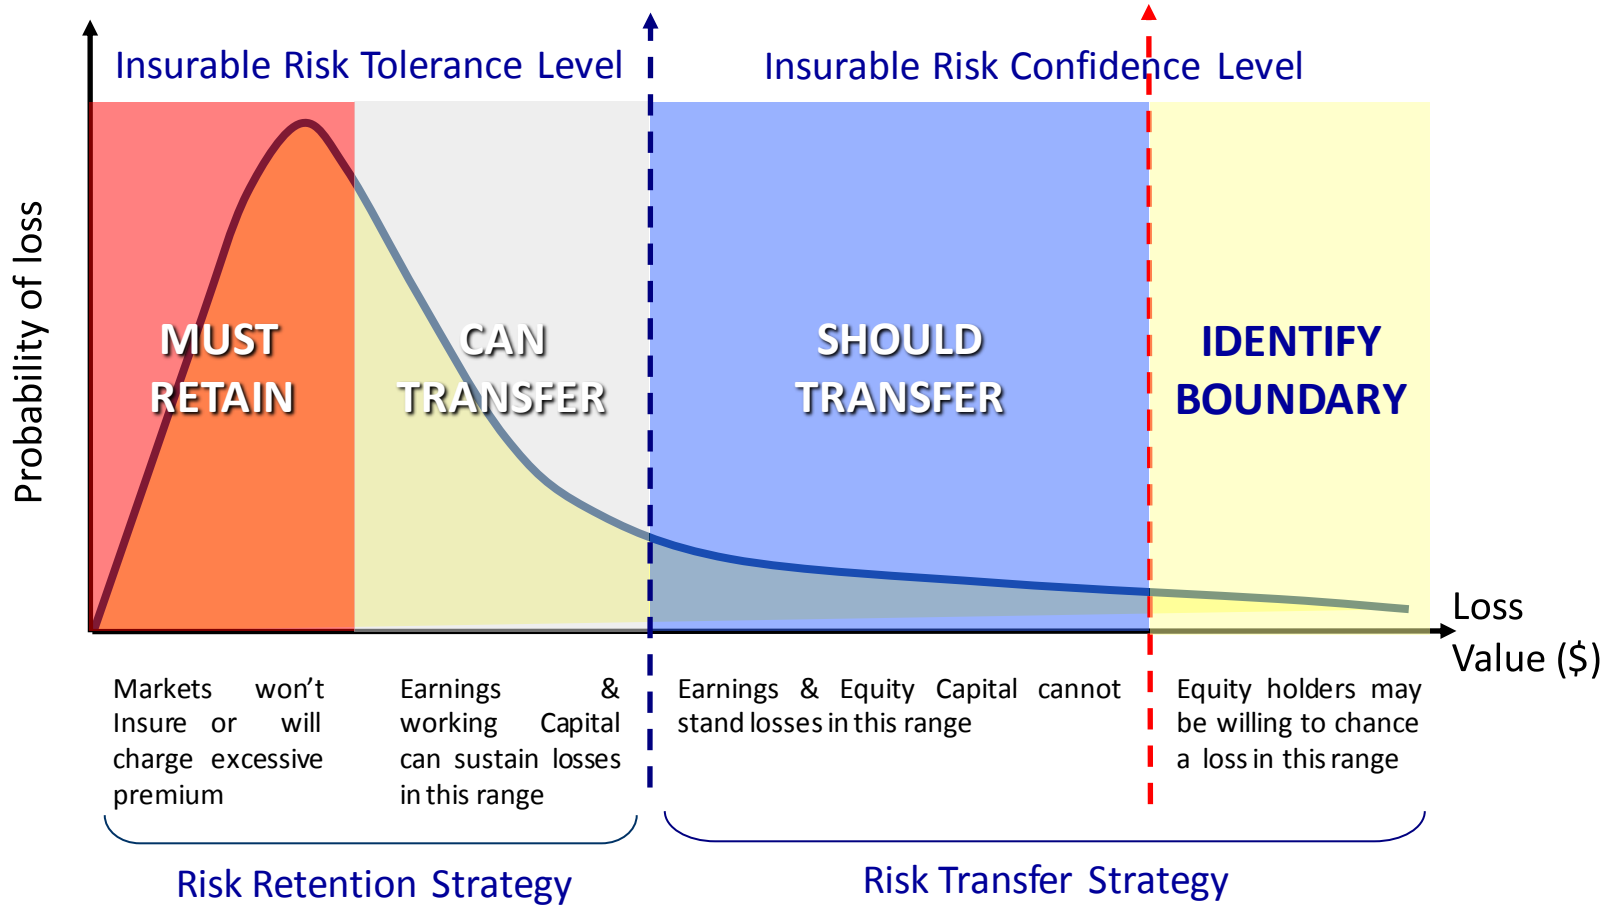 Insurable Risk Tolerance Level
Insurable Risk Confidence Level
Probability of loss
MUST
RETAIN
CAN
TRANSFER
SHOULD
TRANSFER
IDENTIFY
BOUNDARY
Loss
Value ($)
Markets won’t
Insure or will
charge excessive
premium
Earnings &
working Capital
can sustain losses
in this range
Earnings & Equity Capital cannot
stand losses in this range
Equity holders may
be willing to chance
a loss in this range
Risk Retention Strategy
Risk Transfer Strategy